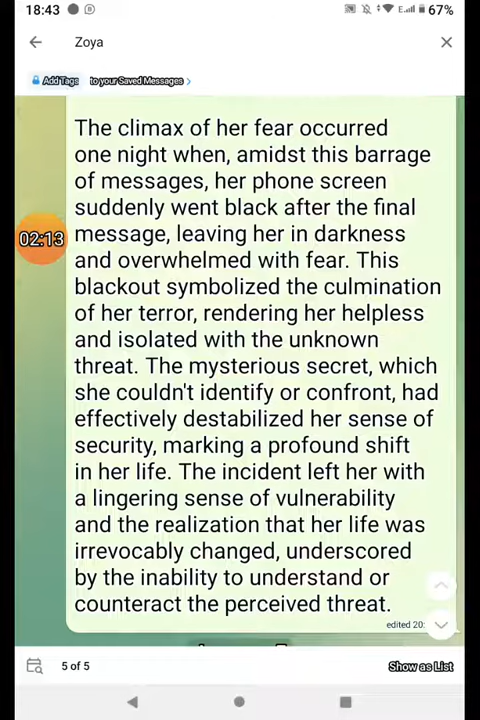 18:43 E 67%
Zoya
Add Tags to your Saved Messages >
The climax of her fear occurred
one night when, amidst this barrage
of messages, her phone screen
suddenly went black after the final
02:13
message, leaving her in darkness
and overwhelmed with fear. This
blackout symbolized the culmination
of her terror, rendering her helpless
and isolated with the unknown
threat. The mysterious secret, which
she couldn't identify or confront, had
effectively destabilized her sense of
security, marking a profound shift
in her life. The incident left her with
a lingering sense of vulnerability
and the realization that her life was
irrevocably changed, underscored
by the inability to understand or
counteract the perceived threat.
edited 20:
5 of 5 Show as List